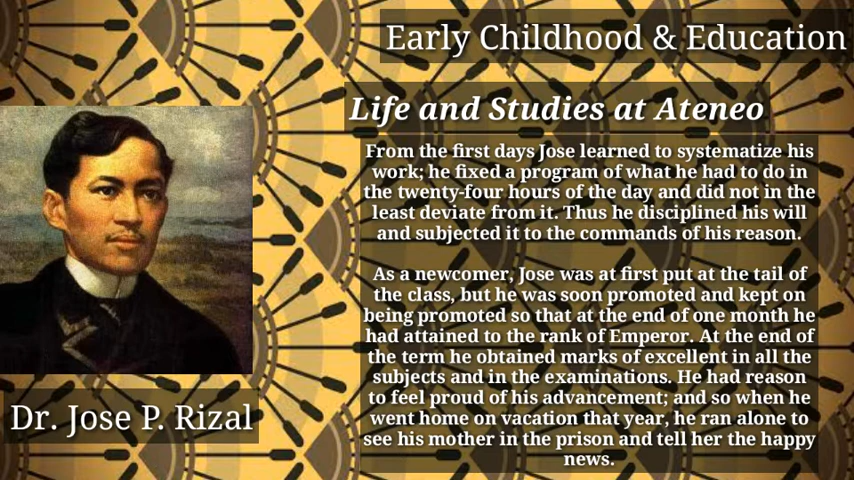 Early Childhood & Education
Life and Studies at Ateneo
From the first days Jose learned to systematize his
work; he fixed a program of what he had to do in
the twenty-four hours of the day and did not in the
least deviate from it. Thus he disciplined his will
and subjected it to the commands of his reason.
As a newcomer, Jose was at first put at the tail of
the class, but he was soon promoted and kept on
being promoted so that at the end of one month he
had attained to the rank of Emperor. At the end of
the term he obtained marks of excellent in all the
subjects and in the examinations. He had reason
to feel proud of his advancement; and so when he
went home on vacation that year, he ran alone to
see his mother in the prison and tell her the happy
news.
Dr. Jose P. Rizal